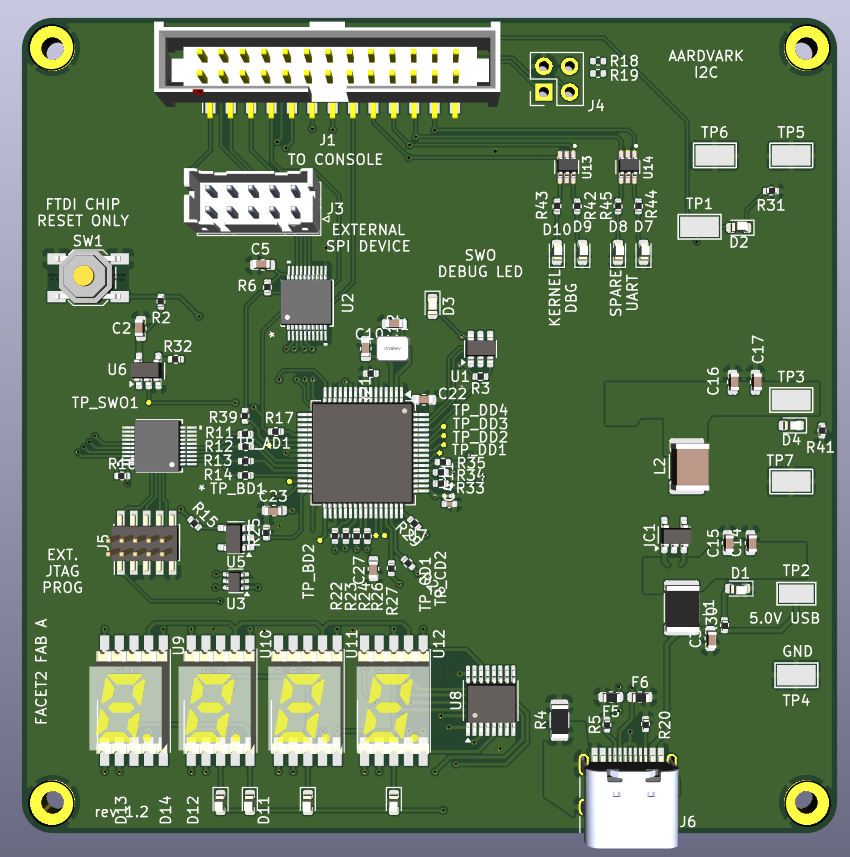 R18
R19
AARDVARK
I2C
J4
J1
TO CONSOLE
U13
U14
TP6
TP5
FTDI CHIP
RESET ONLY
SW1
J3
EXTERNAL
SPI DEVICE
R43
R42
R45
R44
TP1
R31
D10
D9
D8
D7
D2
C5
R6
U2
SWO
DEBUG LED
KERNEL
DBG
SPARE
UART
D3
R2
C2
U6
R32
C10
U1
R3
C16
C17
TP3
TP_SWO1
C22
R39
R17
R11
R12
R13
R14
TP_BD1
TP_DD4
TP_DD3
TP_DD2
TP_DD1
R35
R34
R33
D4
R41
L2
TP7
C23
R15
R25
J5
U5
U3
TP_BD2
R22
R23
R24
R26
R27
C27
R29
TP_CD2
IC1
C15
C14
EXT.
JTAG
PROG
D1
TP2
5.0V USB
GND
TP4
FACET2 FAB A
U9
U10
U11
U12
U8
R4
R5
F5
F6
R20
J6
rev 1.2
D13
D14
D12
D11